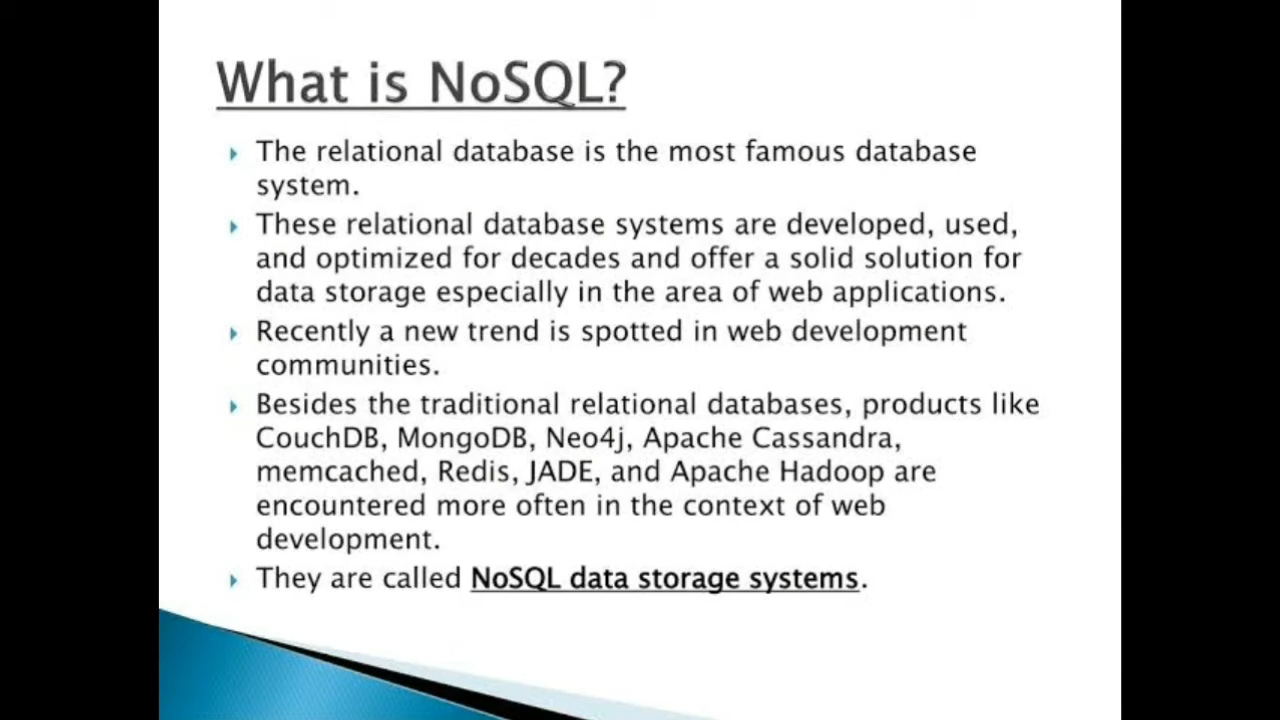 What is NoSQL?
The relational database is the most famous database
system.
These relational database systems are developed, used,
and optimized for decades and offer a solid solution for
data storage especially in the area of web applications.
Recently a new trend is spotted in web development
communities.
Besides the traditional relational databases, products like
CouchDB, MongoDB, Neo4j, Apache Cassandra,
memcached, Redis, JADE, and Apache Hadoop are
encountered more often in the context of web
development.
They are called NoSQL data storage systems.